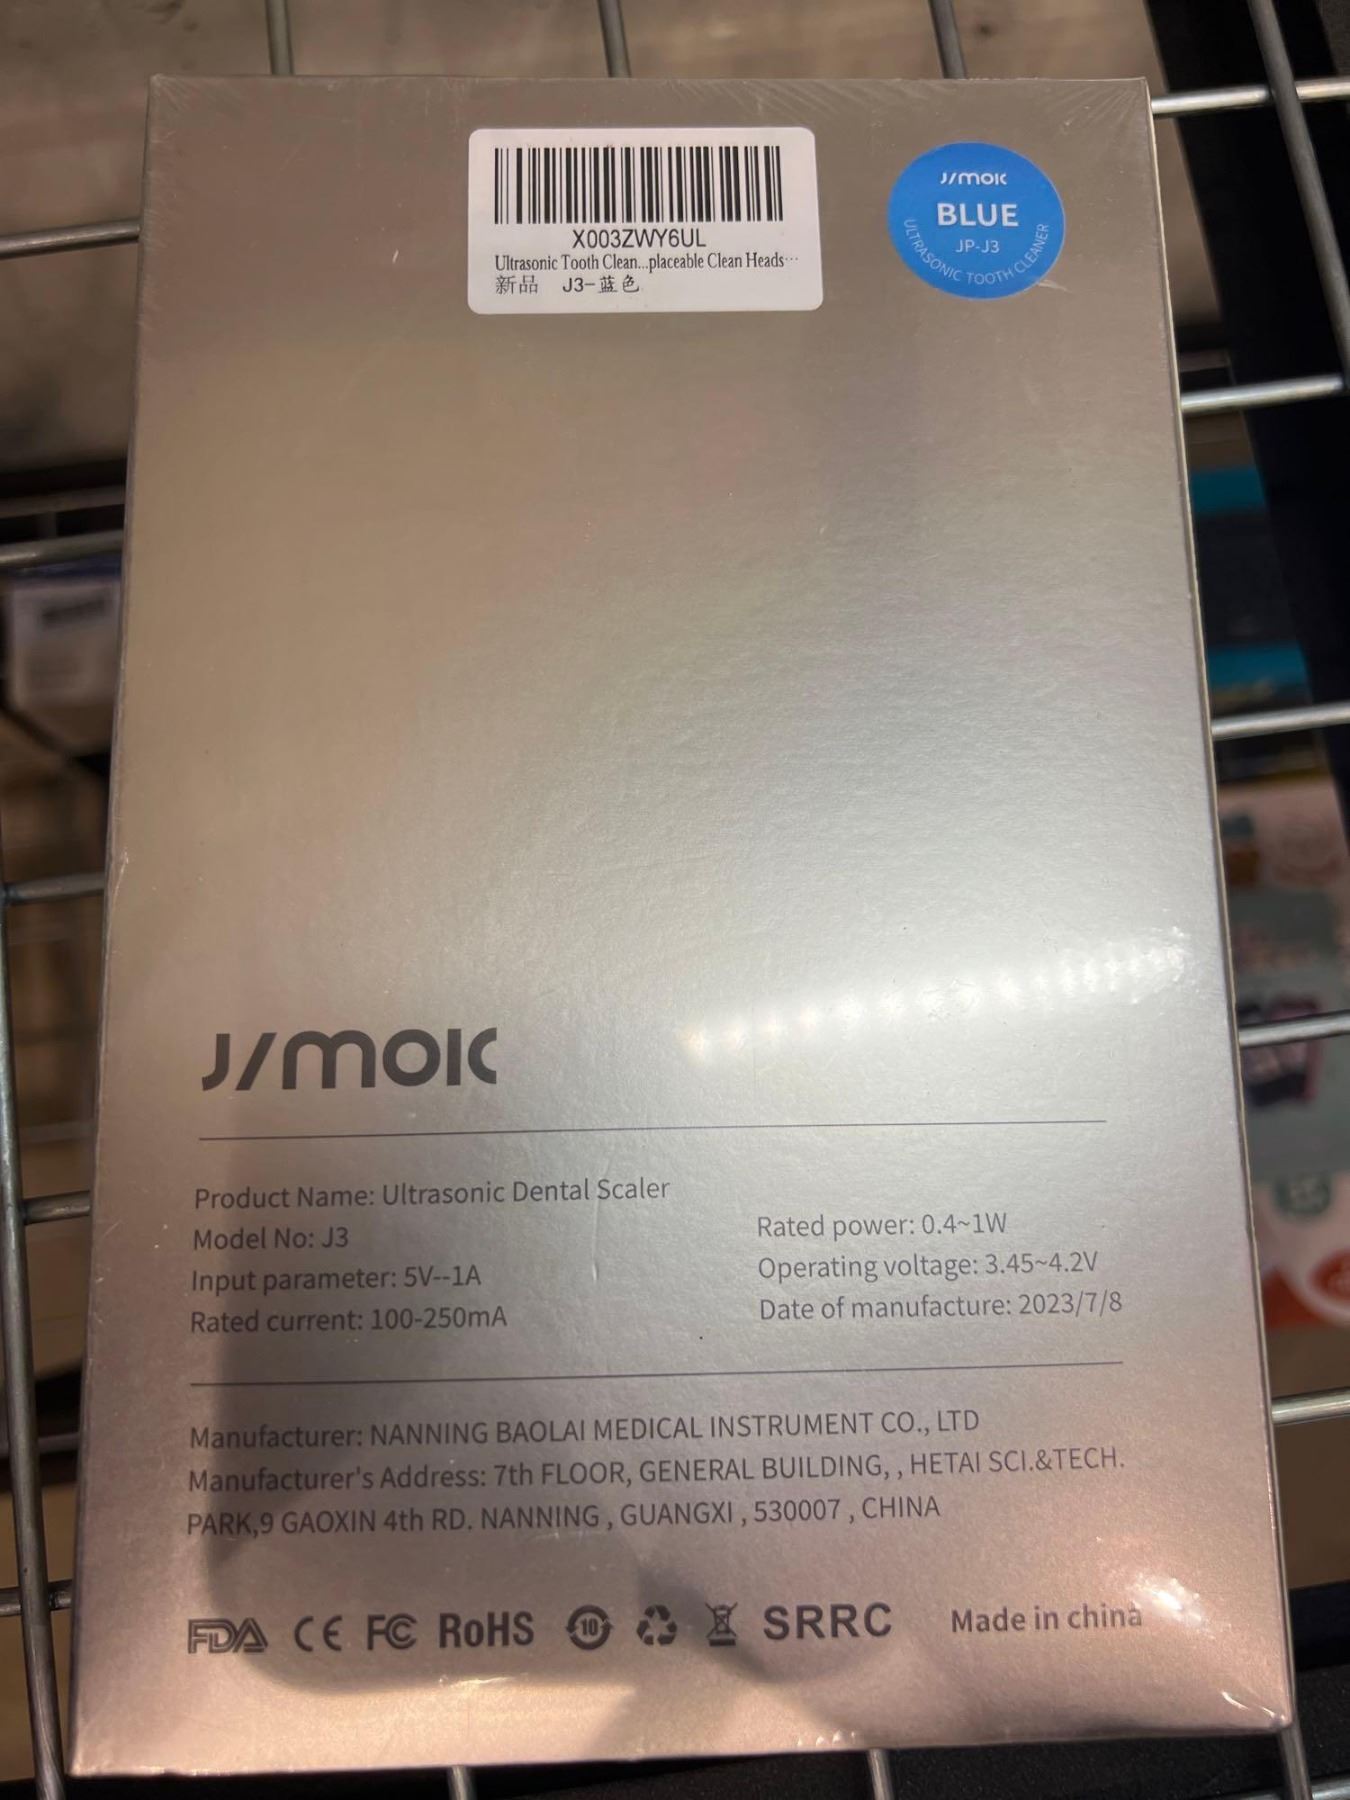 X003ZWY6UL
Ultrasonic Tooth Clean...placeable Clean Heads…
新品 J3-蓝色
J/MOIC
BLUE
JP-J3
ULTRASONIC TOOTH CLEANER
J/MOIC
Product Name: Ultrasonic Dental Scaler
Model No: J3
Input parameter: 5V--1A
Rated current: 100-250mA
Rated power: 0.4~1W
Operating voltage: 3.45~4.2V
Date of manufacture: 2023/7/8
Manufacturer: NANNING BAOLAI MEDICAL INSTRUMENT CO., LTD
Manufacturer's Address: 7th FLOOR, GENERAL BUILDING, , HETAI SCI.&TECH.
PARK,9 GAOXIN 4th RD. NANNING , GUANGXI , 530007 , CHINA
FDA CE FC RoHS 10 SRRC Made in china